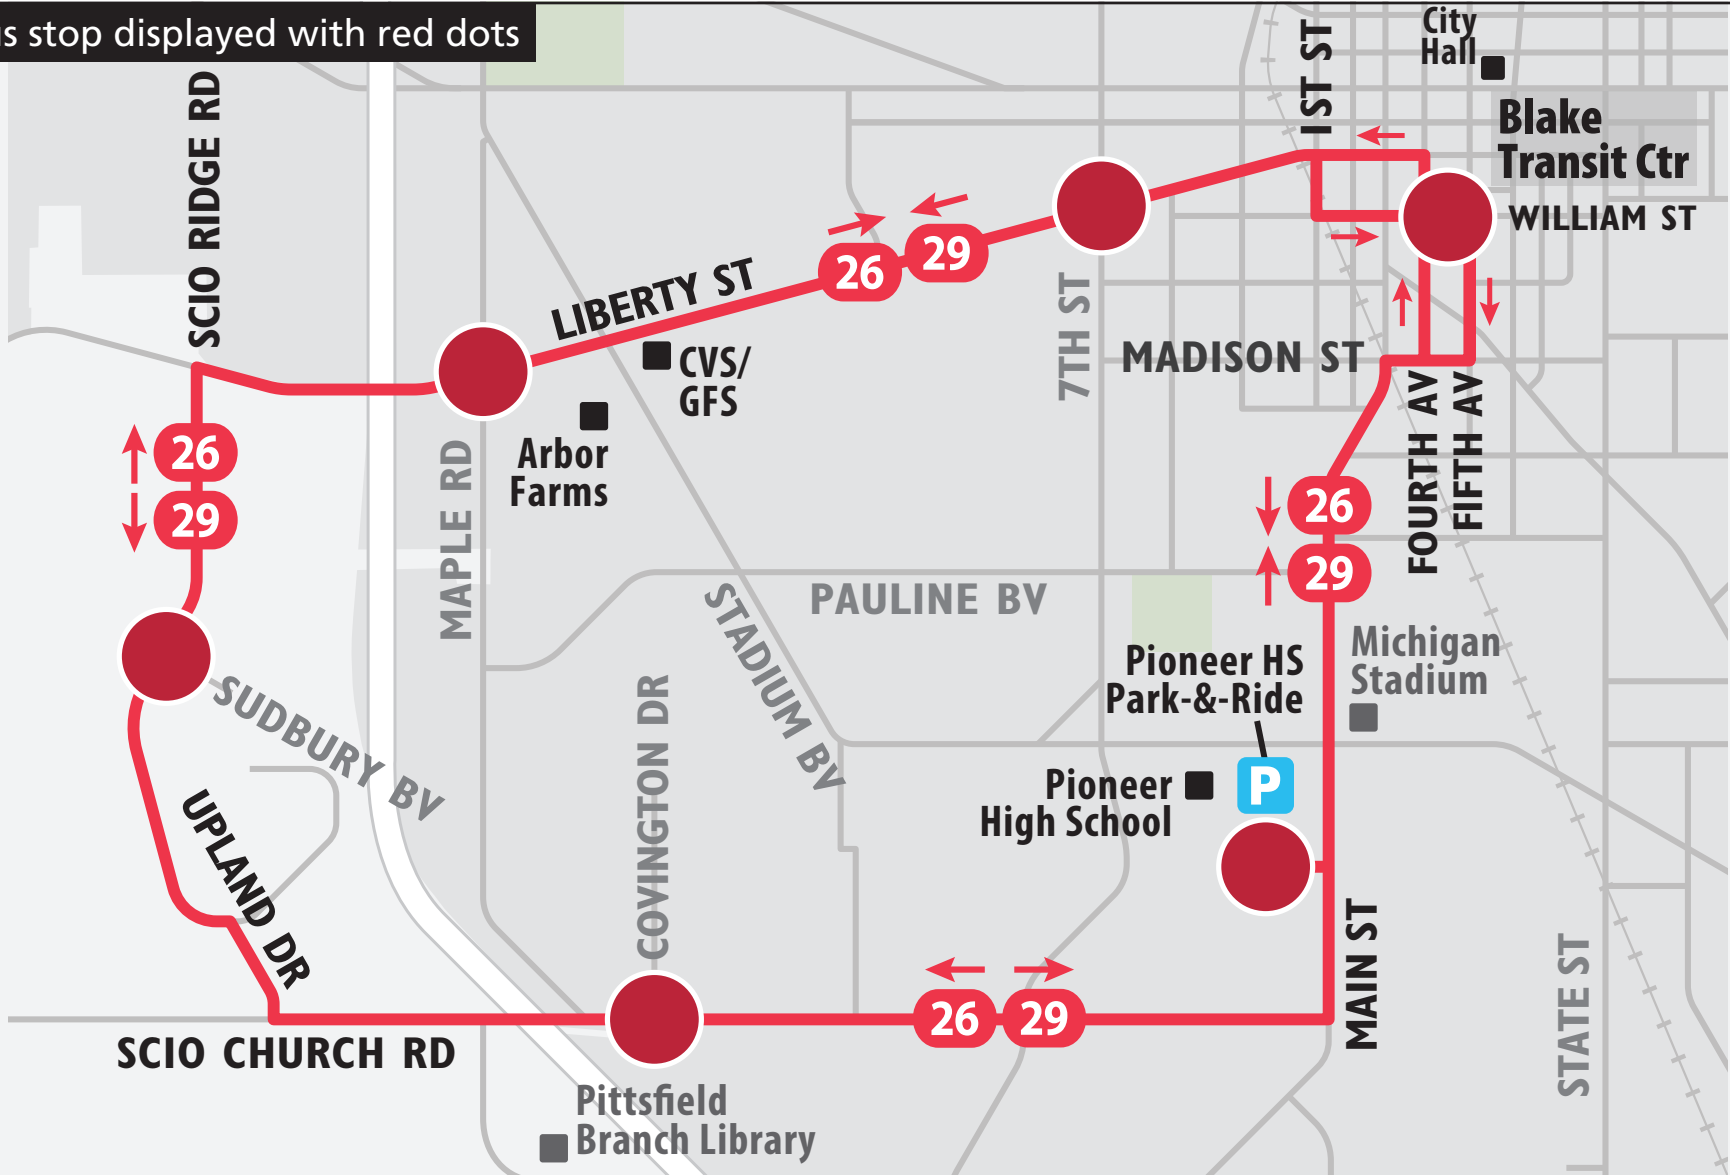 stop displayed with red dots
SCIO RIDGE RD
1ST ST
City
Hall
Blake
Transit Ctr
WILLIAM ST
26
29
LIBERTY ST
CVS/
GFS
Arbor
Farms
7TH ST
MADISON ST
FOURTH AV
FIFTH AV
26
29
MAPLE RD
26
29
PAULINE BV
STADIUM BV
Michigan
Stadium
Pioneer HS
Park-&-Ride
P
Pioneer
High School
SUDBURY BV
UPLAND DR
COVINGTON DR
MAIN ST
STATE ST
26
29
SCIO CHURCH RD
Pittsfield
Branch Library